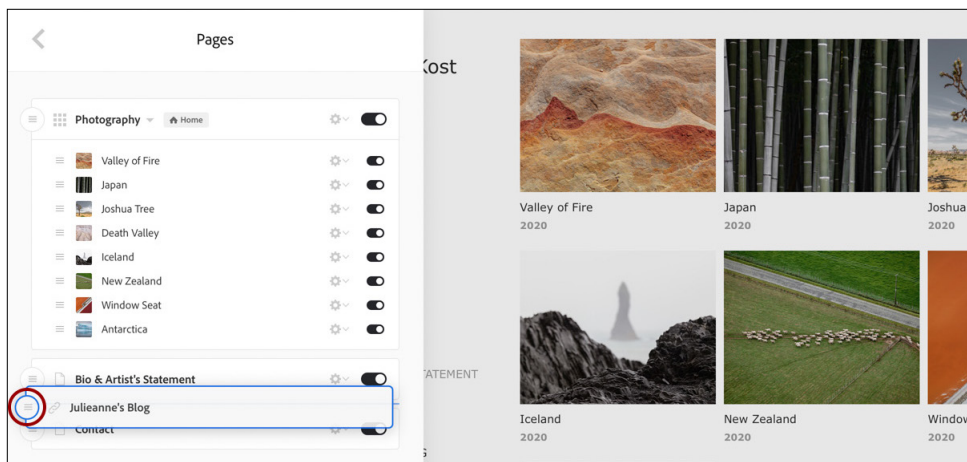 Pages
Photography
Home
Valley of Fire
Japan
Joshua Tree
Death Valley
Iceland
New Zealand
Window Seat
Antarctica
Bio & Artist's Statement
Julieanne's Blog
Contact
Kost
Valley of Fire
2020
Japan
2020
Joshua
2020
ATEMENT
Iceland
2020
New Zealand
2020
Window
2020